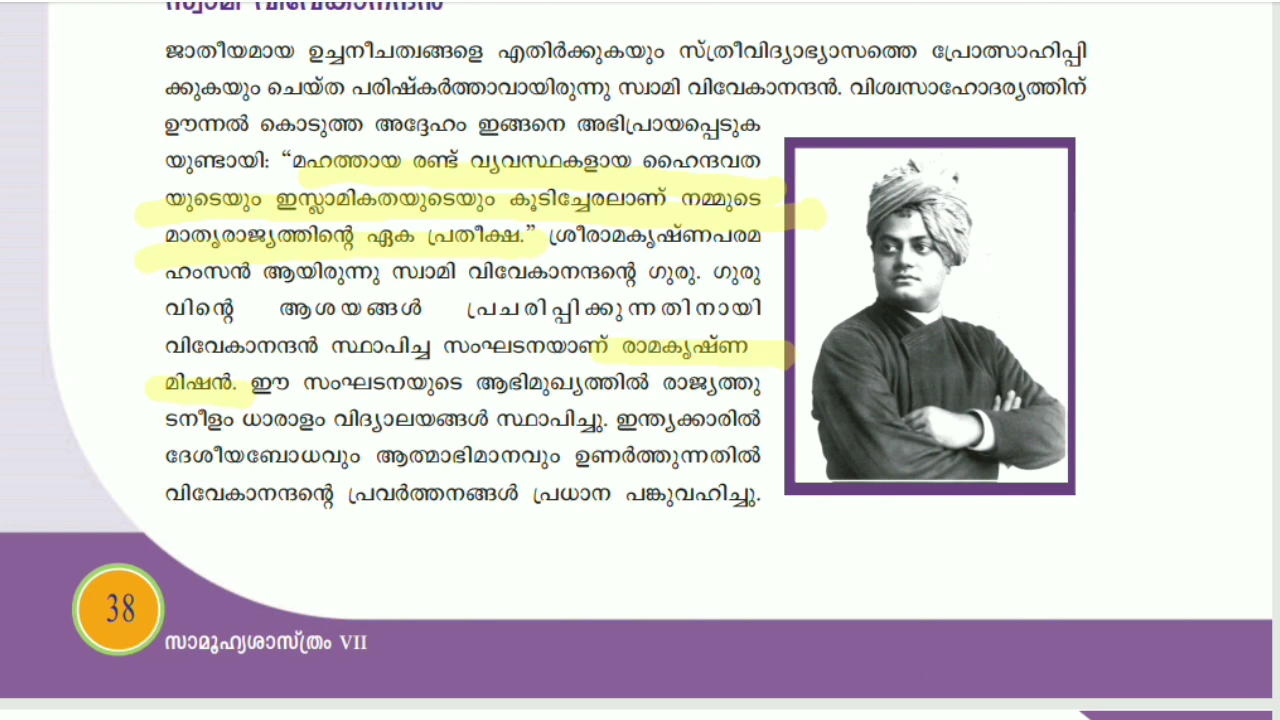 സ്വാമി വിവേകാനന്ദൻ
ജാതീയമായ ഉച്ചനീചത്വങ്ങളെ എതിർക്കുകയും സ്ത്രീവിദ്യാഭ്യാസത്തെ പ്രോത്സാഹിപ്പി
ക്കുകയും ചെയ്ത പരിഷ്കർത്താവായിരുന്നു സ്വാമി വിവേകാനന്ദൻ. വിശ്വസാഹോദര്യത്തിന്
ഊന്നൽ കൊടുത്ത അദ്ദേഹം ഇങ്ങനെ അഭിപ്രായപ്പെടുക
യുണ്ടായി: “മഹത്തായ രണ്ട് വ്യവസ്ഥകളായ ഹൈന്ദവത
യുടെയും ഇസ്ലാമികതയുടെയും കൂടിച്ചേരലാണ് നമ്മുടെ
മാതൃരാജ്യത്തിന്റെ ഏക പ്രതീക്ഷ.” ശ്രീരാമകൃഷ്ണപരമ
ഹംസൻ ആയിരുന്നു സ്വാമി വിവേകാനന്ദന്റെ ഗുരു. ഗുരു
വിന്റെ ആശയങ്ങൾ പ്രചരിപ്പിക്കുന്നതിനായി
വിവേകാനന്ദൻ സ്ഥാപിച്ച സംഘടനയാണ് രാമകൃഷ്ണ
മിഷൻ. ഈ സംഘടനയുടെ ആഭിമുഖ്യത്തിൽ രാജ്യത്തു
ടനീളം ധാരാളം വിദ്യാലയങ്ങൾ സ്ഥാപിച്ചു. ഇന്ത്യക്കാരിൽ
ദേശീയബോധവും ആത്മാഭിമാനവും ഉണർത്തുന്നതിൽ
വിവേകാനന്ദന്റെ പ്രവർത്തനങ്ങൾ പ്രധാന പങ്കുവഹിച്ചു.
38
സാമൂഹ്യശാസ്ത്രം VII